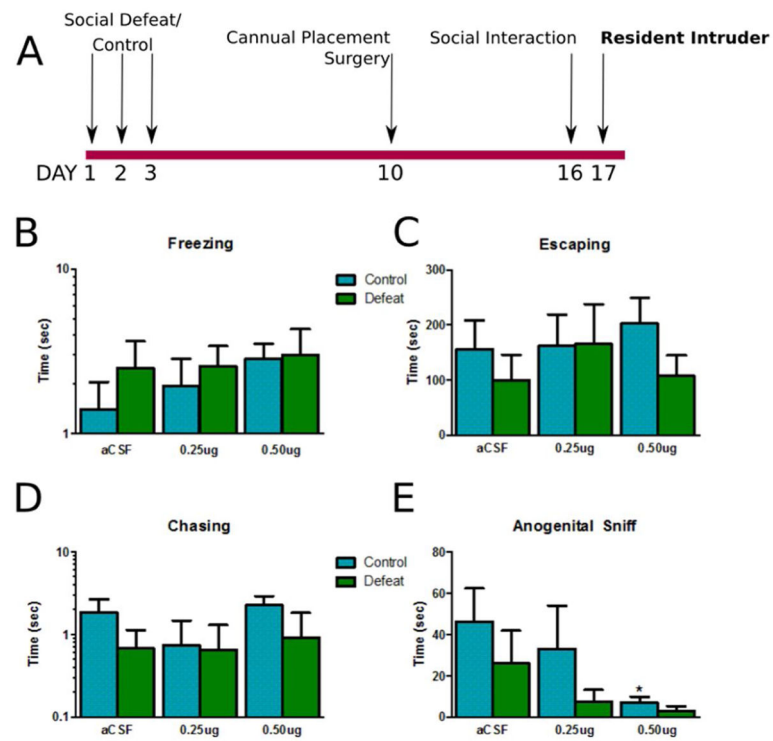 A
Social Defeat/
Control
Cannual Placement
Surgery
Social Interaction
Resident Intruder
DAY 1 2 3 10 16 17
B
Freezing
Time (sec)
10
1
aCSF 0.25ug 0.50ug
Control
Defeat
C
Escaping
Time (sec)
300
200
100
0
aCSF 0.25ug 0.50ug
D
Chasing
Time (sec)
10
1
0.1
aCSF 0.25ug 0.50ug
Control
Defeat
E
Anogenital Sniff
Time (sec)
80
60
40
20
0
*
aCSF 0.25ug 0.50ug